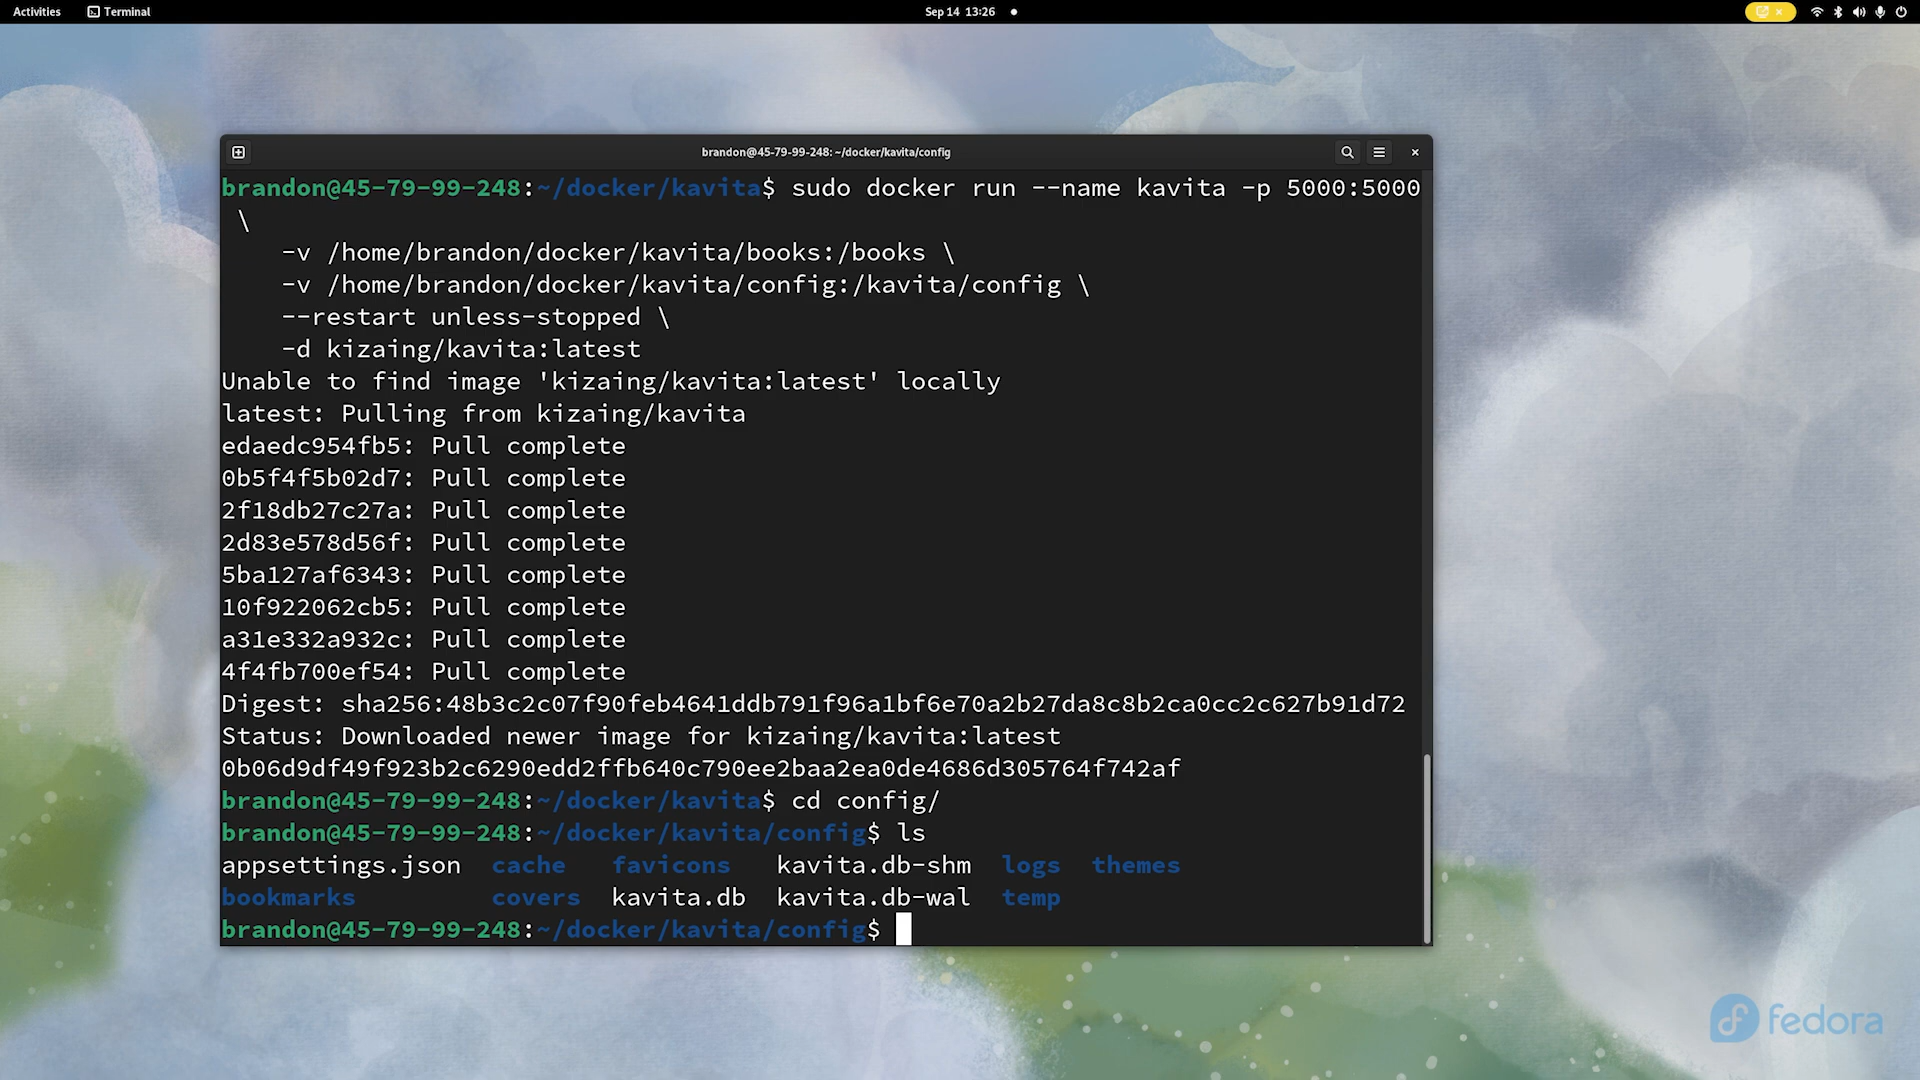 Activities Terminal Sep 14 13:26
brandon@45-79-99-248: ~/docker/kavita/config
brandon@45-79-99-248:~/docker/kavita$ sudo docker run --name kavita -p 5000:5000
\
-v /home/brandon/docker/kavita/books:/books \
-v /home/brandon/docker/kavita/config:/kavita/config \
--restart unless-stopped \
-d kizaing/kavita:latest
Unable to find image 'kizaing/kavita:latest' locally
latest: Pulling from kizaing/kavita
edaedc954fb5: Pull complete
0b5f4f5b02d7: Pull complete
2f18db27c27a: Pull complete
2d83e578d56f: Pull complete
5ba127af6343: Pull complete
10f922062cb5: Pull complete
a31e332a932c: Pull complete
4f4fb700ef54: Pull complete
Digest: sha256:48b3c2c07f90feb4641ddb791f96a1bf6e70a2b27da8c8b2ca0cc2c627b91d72
Status: Downloaded newer image for kizaing/kavita:latest
0b06d9df49f923b2c6290edd2ffb640c790ee2baa2ea0de4686d305764f742af
brandon@45-79-99-248:~/docker/kavita$ cd config/
brandon@45-79-99-248:~/docker/kavita/config$ ls
appsettings.json cache favicons kavita.db-shm logs themes
bookmarks covers kavita.db kavita.db-wal temp
brandon@45-79-99-248:~/docker/kavita/config$
fedora